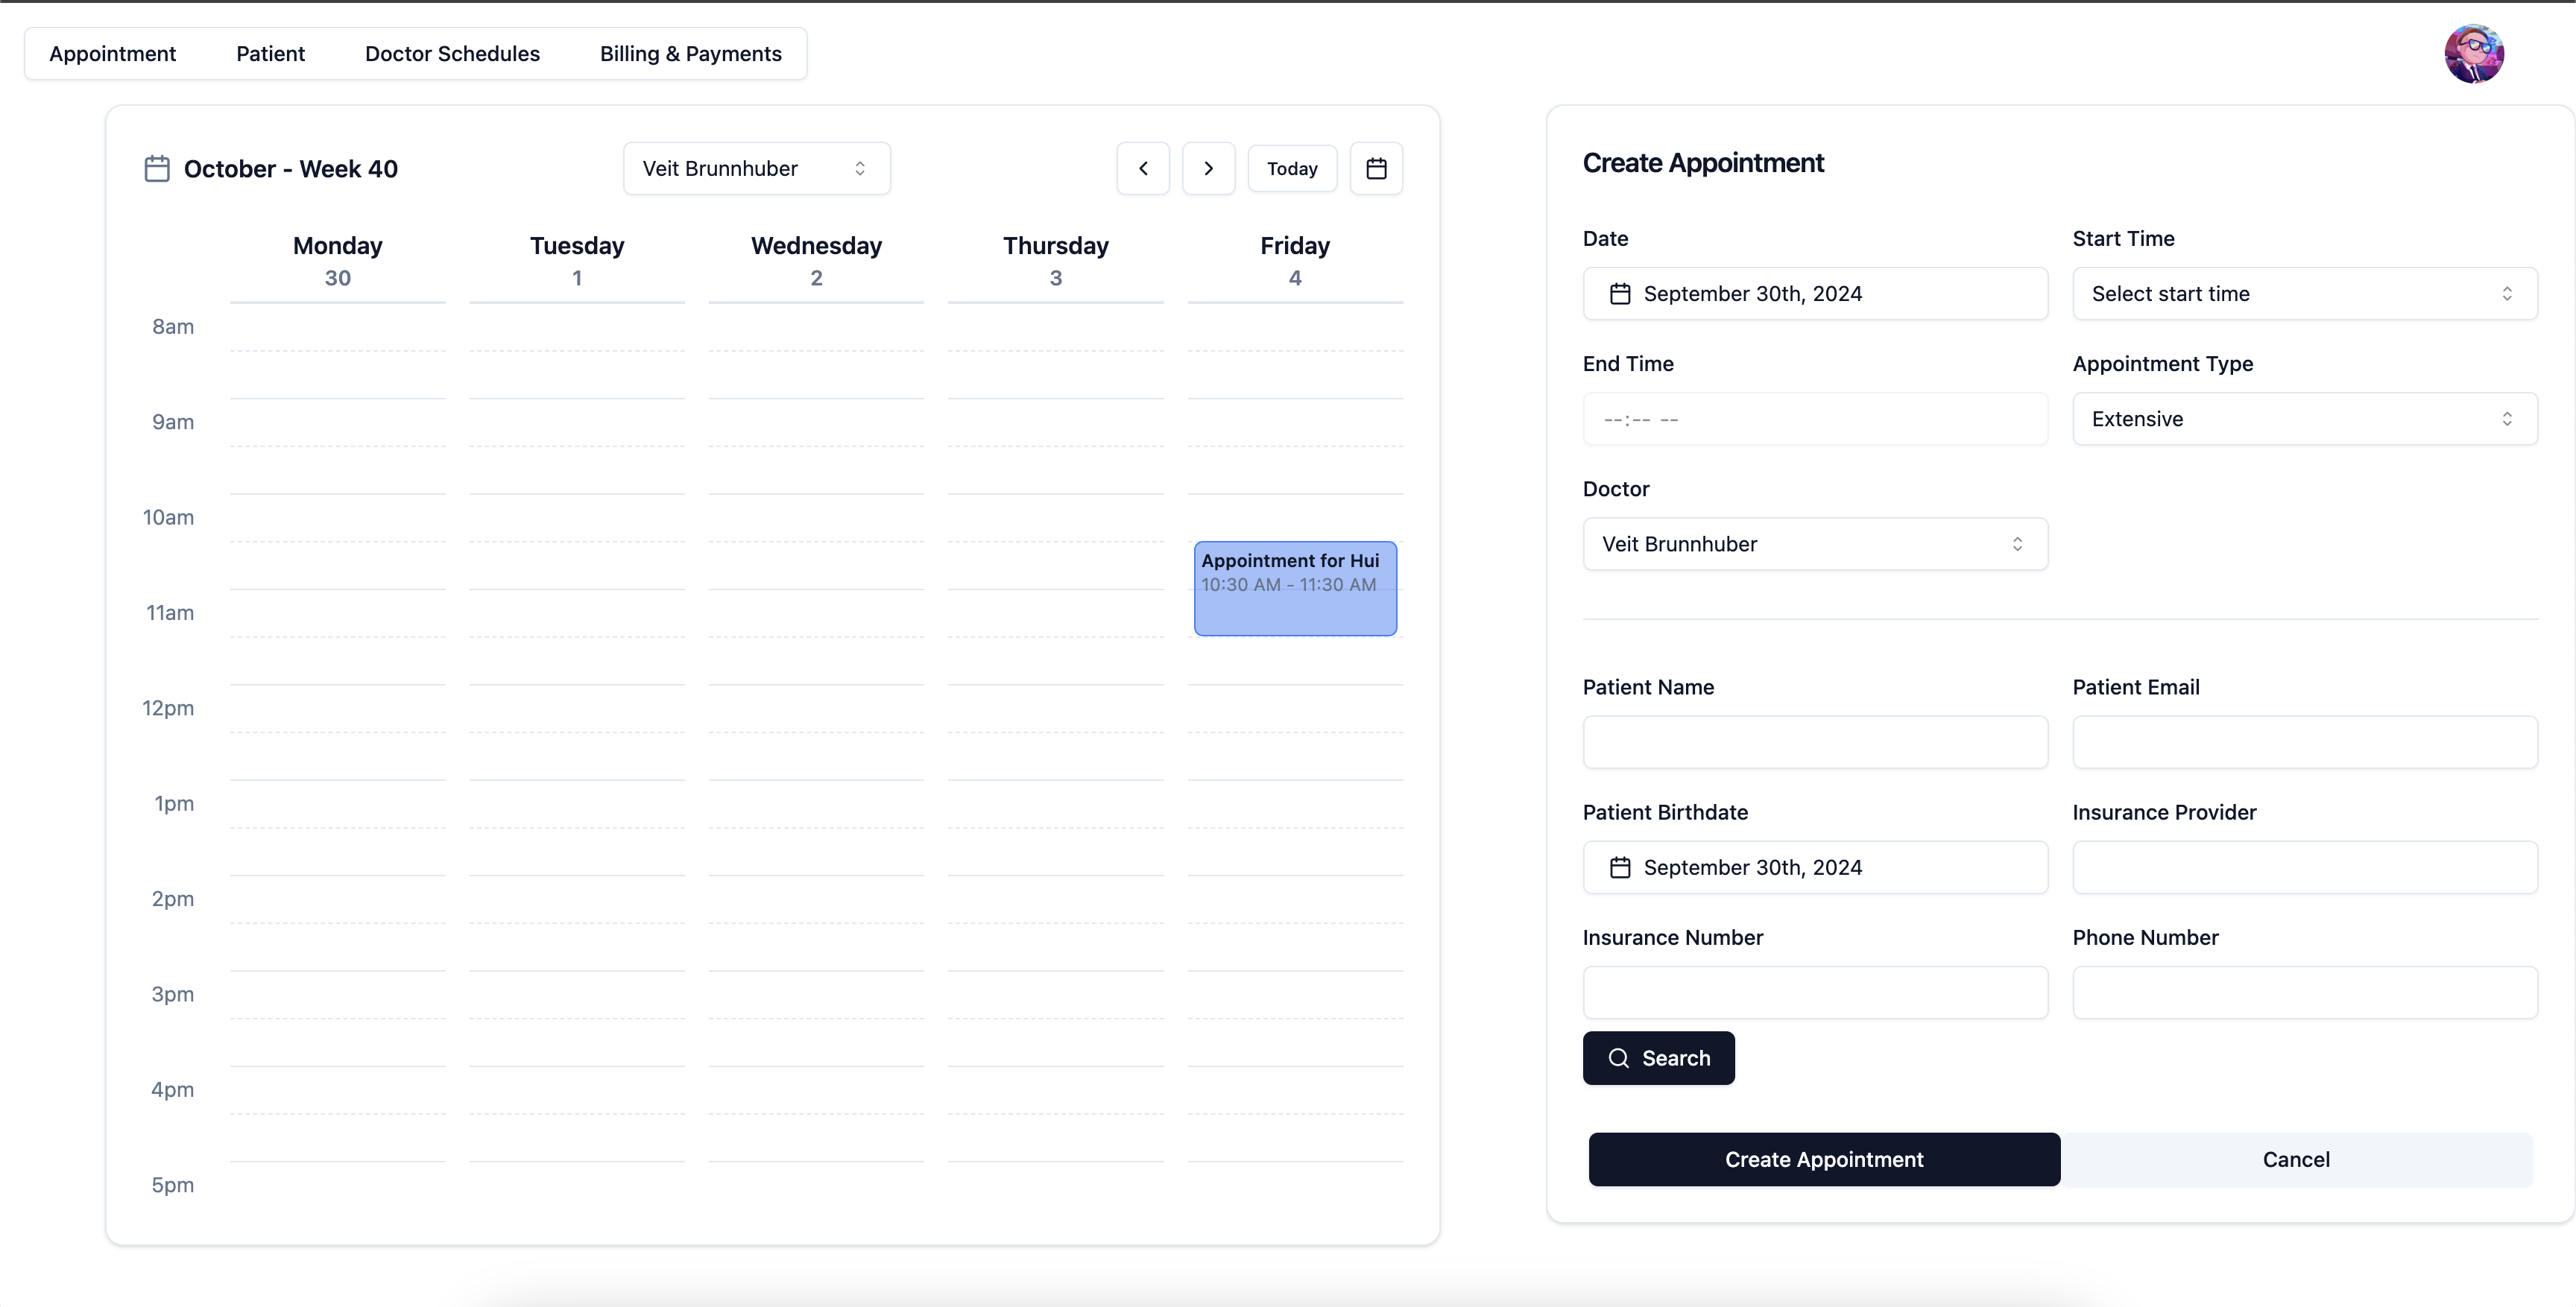 Appointment Patient Doctor Schedules Billing & Payments
October - Week 40 Veit Brunnhuber Today
Monday Tuesday Wednesday Thursday Friday
30 1 2 3 4
8am
9am
10am
Appointment for Hui
10:30 AM - 11:30 AM
11am
12pm
1pm
2pm
3pm
4pm
5pm
Create Appointment
Date Start Time
September 30th, 2024 Select start time
End Time Appointment Type
--:-- -- Extensive
Doctor
Veit Brunnhuber
Patient Name Patient Email
Patient Birthdate Insurance Provider
September 30th, 2024
Insurance Number Phone Number
Search
Create Appointment Cancel